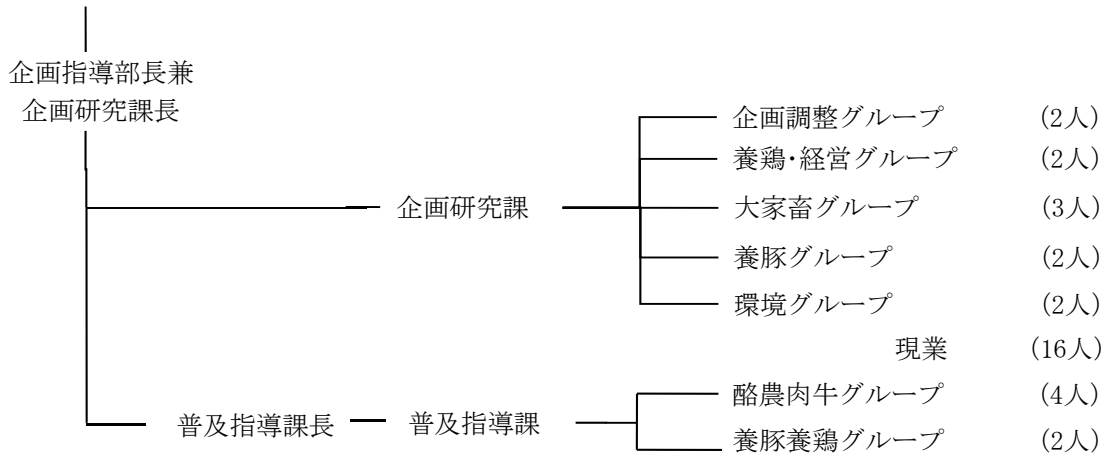 企画指導部長兼
企画研究課長
企画調整グループ (2人)
養鶏・経営グループ (2人)
企画研究課 大家畜グループ (3人)
養豚グループ (2人)
環境グループ (2人)
現業 (16人)
酪農肉牛グループ (4人)
普及指導課長 普及指導課
養豚養鶏グループ (2人)